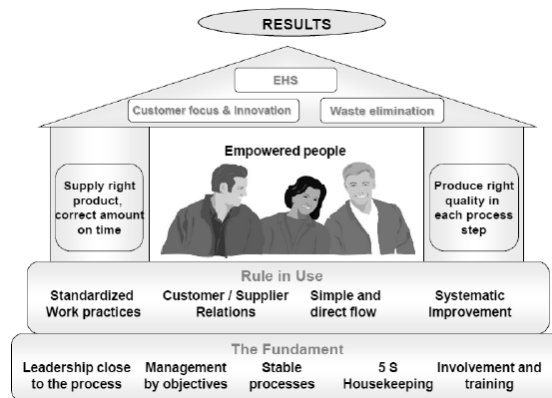 RESULTS
EHS
Customer focus & Innovation
Waste elimination
Empowered people
Supply right
product,
correct amount
on time
Produce right
quality in
each process
step
Rule in Use
Standardized
Work practices
Customer / Supplier
Relations
Simple and
direct flow
Systematic
Improvement
The Fundament
Leadership close
to the process
Management
by objectives
Stable
processes
5 S
Housekeeping
Involvement and
training